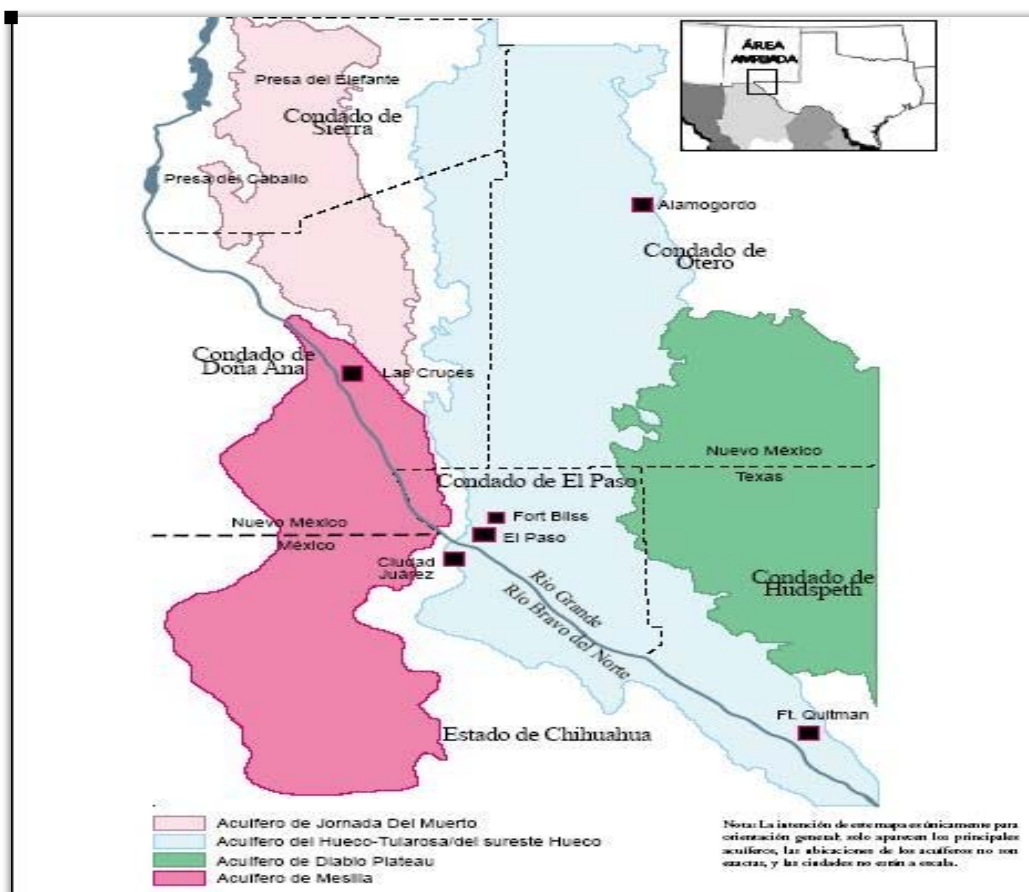 ÁREA
AMPLIADA
Presa del Elefante
Condado de
Sierra
Presa del Caballo
Alamogordo
Condado de
Otero
Condado de
Doña Ana
Las Cruces
Nuevo México
Texas
Condado de El Paso
Fort Bliss
El Paso
Nuevo México
México
Ciudad
Juárez
Condado de
Hudspeth
Río Grande
Río Bravo del Norte
Ft. Quitman
Estado de Chihuahua
Acuífero de Jornada Del Muerto
Acuífero del Hueco-Tularosa/del sureste Hueco
Acuífero de Diablo Plateau
Acuífero de Mesilla
Nota: La intención de este mapa es únicamente para
orientación general; solo aparecen los principales
acuíferos, las ubicaciones de los acuíferos no son
exactas, y las ciudades no están a escala.